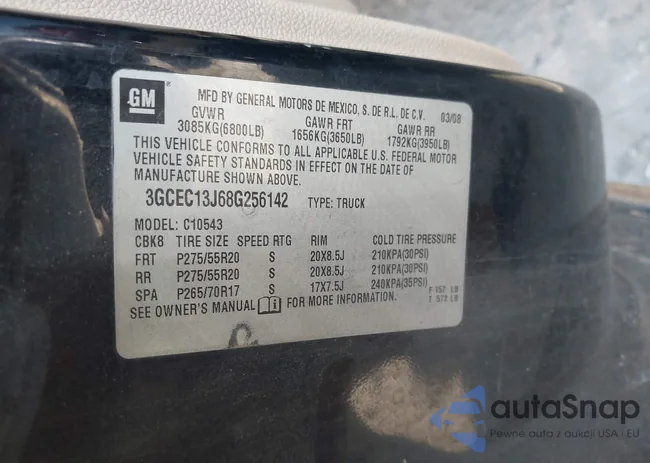 GM
MFD BY GENERAL MOTORS DE MEXICO, S. DE R.L. DE C.V. 03/08
GVWR GAWR FRT GAWR RR
3085KG(6800LB) 1656KG(3650LB) 1792KG(3950LB)
THIS VEHICLE CONFORMS TO ALL APPLICABLE U.S. FEDERAL MOTOR
VEHICLE SAFETY STANDARDS IN EFFECT ON THE DATE OF
MANUFACTURE SHOWN ABOVE.
3GCEC13J68G256142 TYPE: TRUCK
MODEL: C10543
CBK8 TIRE SIZE SPEED RTG RIM COLD TIRE PRESSURE
FRT P275/55R20 S 20X8.5J 210KPA(30PSI)
RR P275/55R20 S 20X8.5J 210KPA(30PSI)
SPA P265/70R17 S 17X7.5J 240KPA(35PSI)
SEE OWNER'S MANUAL FOR MORE INFORMATION.
autaSnap
Pewne auta z aukcji USA i EU